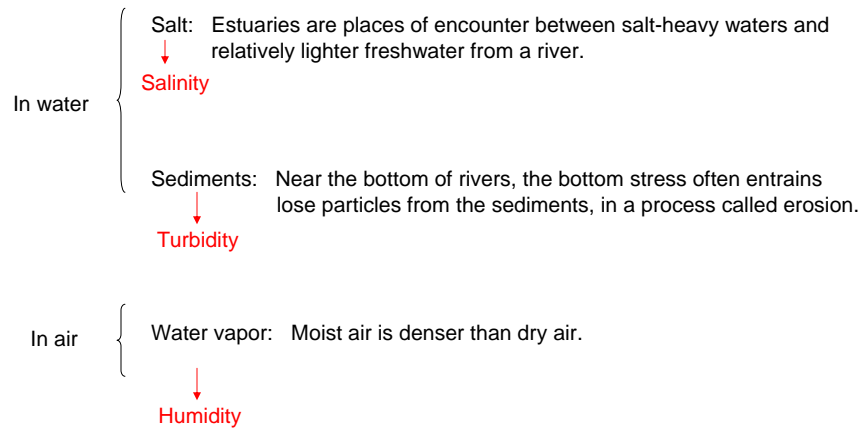 Salt: Estuaries are places of encounter between salt-heavy waters and
relatively lighter freshwater from a river.
Salinity
In water
Sediments: Near the bottom of rivers, the bottom stress often entrains
lose particles from the sediments, in a process called erosion.
Turbidity
In air
Water vapor: Moist air is denser than dry air.
Humidity